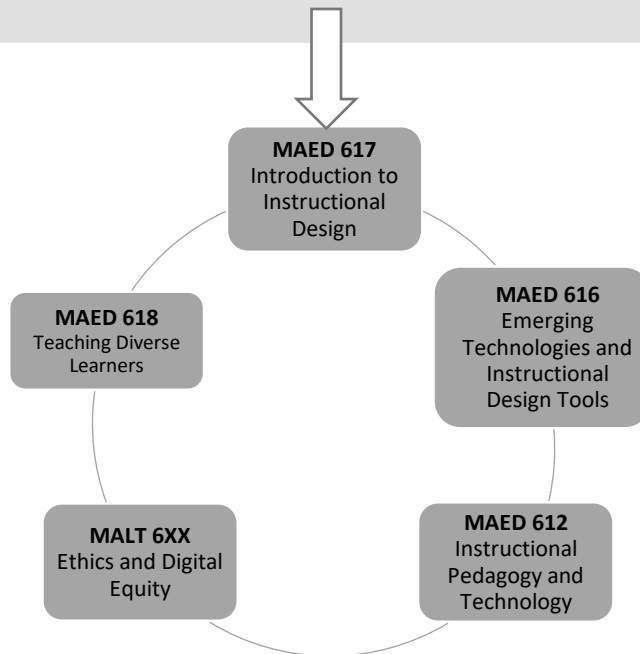 MAED 617
Introduction to
Instructional
Design
MAED 616
Emerging
Technologies and
Instructional
Design Tools
MAED 612
Instructional
Pedagogy and
Technology
MALT 6XX
Ethics and Digital
Equity
MAED 618
Teaching Diverse
Learners